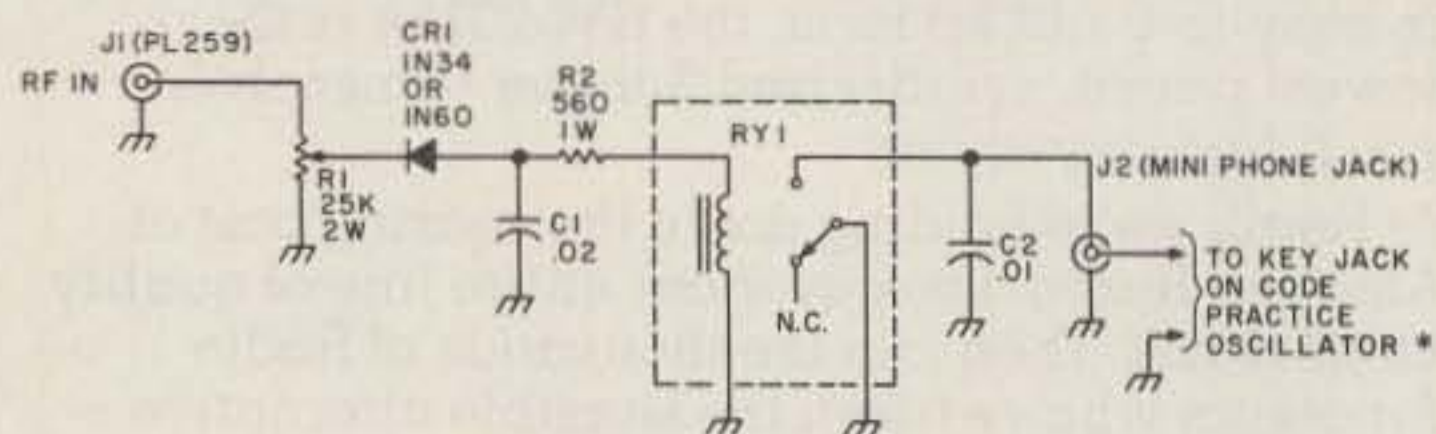 J1 (PL259)
RF IN
CR1
IN34
OR
IN60
R2
560
1W
R1
25K
2W
C1
.02
RY1
N.C.
C2
.01
J2 (MINI PHONE JACK)
TO KEY JACK
ON CODE
PRACTICE
OSCILLATOR *